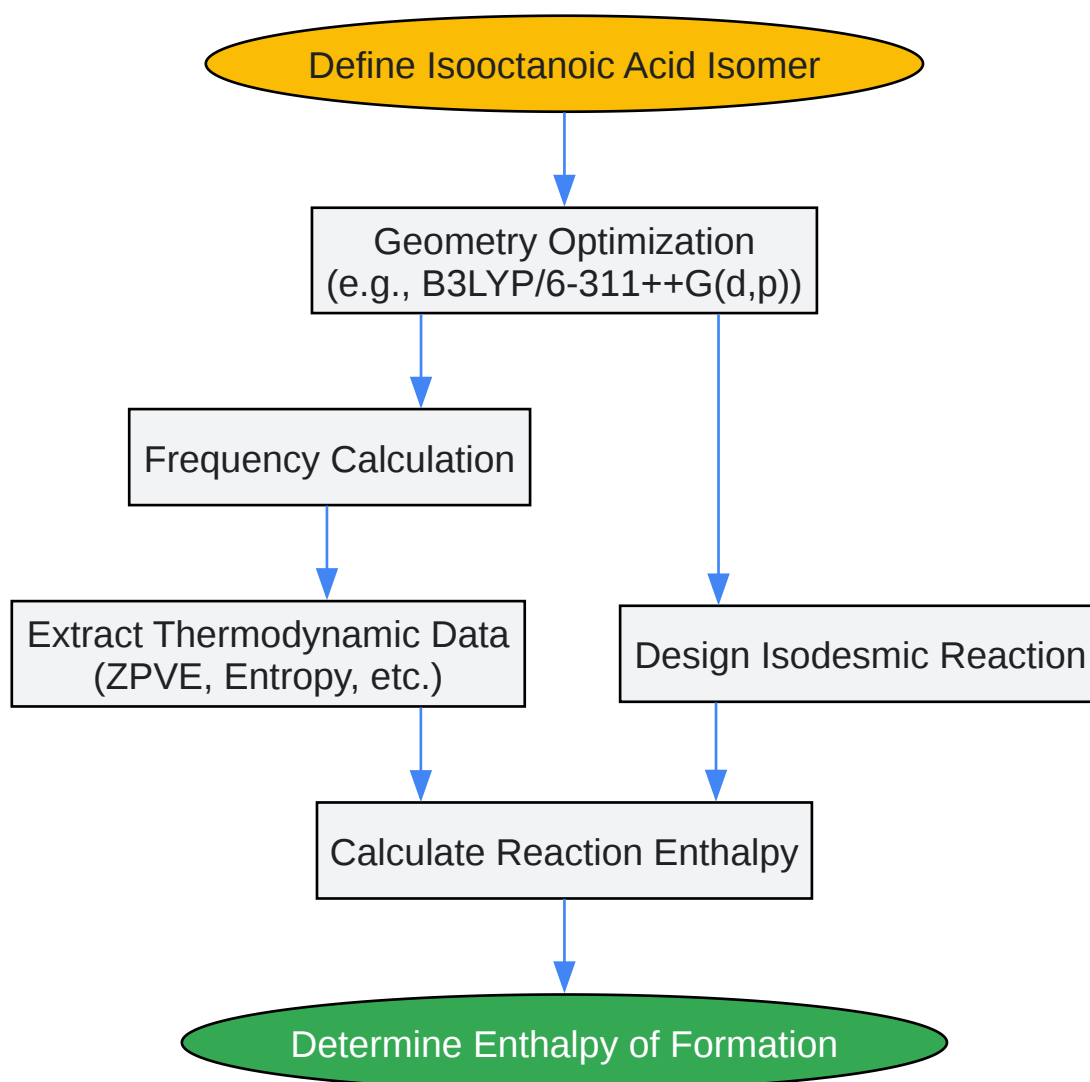 Define Isooctanoic Acid Isomer
Geometry Optimization
(e.g., B3LYP/6-311++G(d,p))
Frequency Calculation
Extract Thermodynamic Data
(ZPVE, Entropy, etc.)
Design Isodesmic Reaction
Calculate Reaction Enthalpy
Determine Enthalpy of Formation